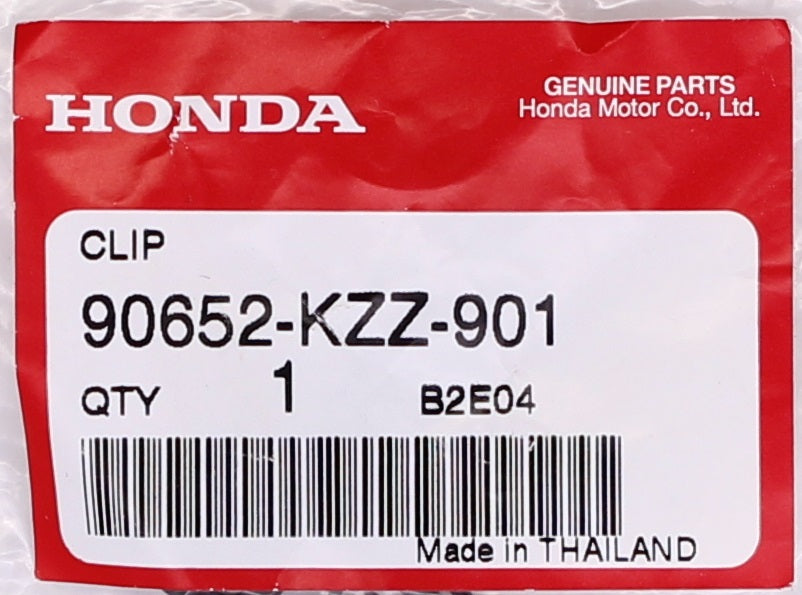 HONDA
GENUINE PARTS
Honda Motor Co., Ltd.
CLIP
90652-KZZ-901
QTY 1 B2E04
Made in THAILAND